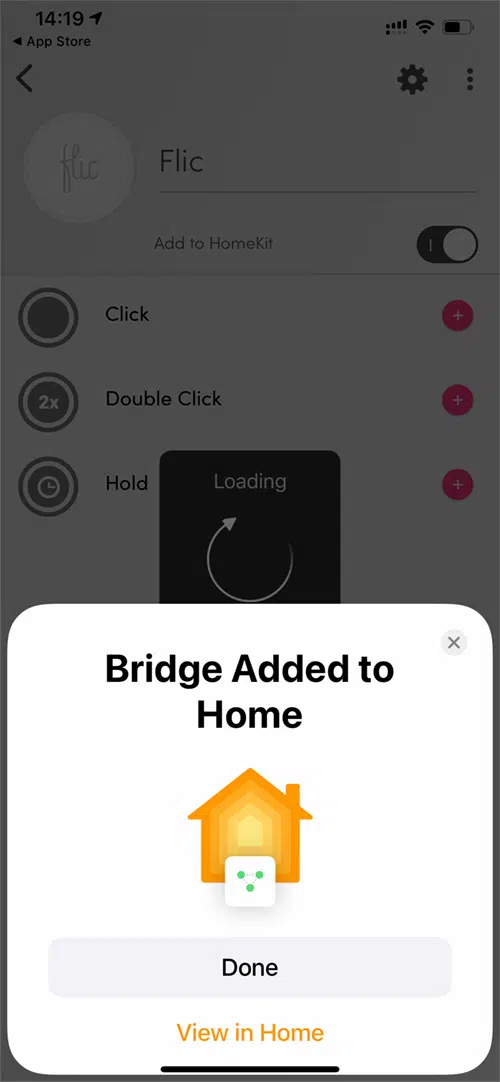 14:19
App Store
flic
Flic
Add to HomeKit
Click
2x
Double Click
Hold
Loading
Bridge Added to
Home
Done
View in Home